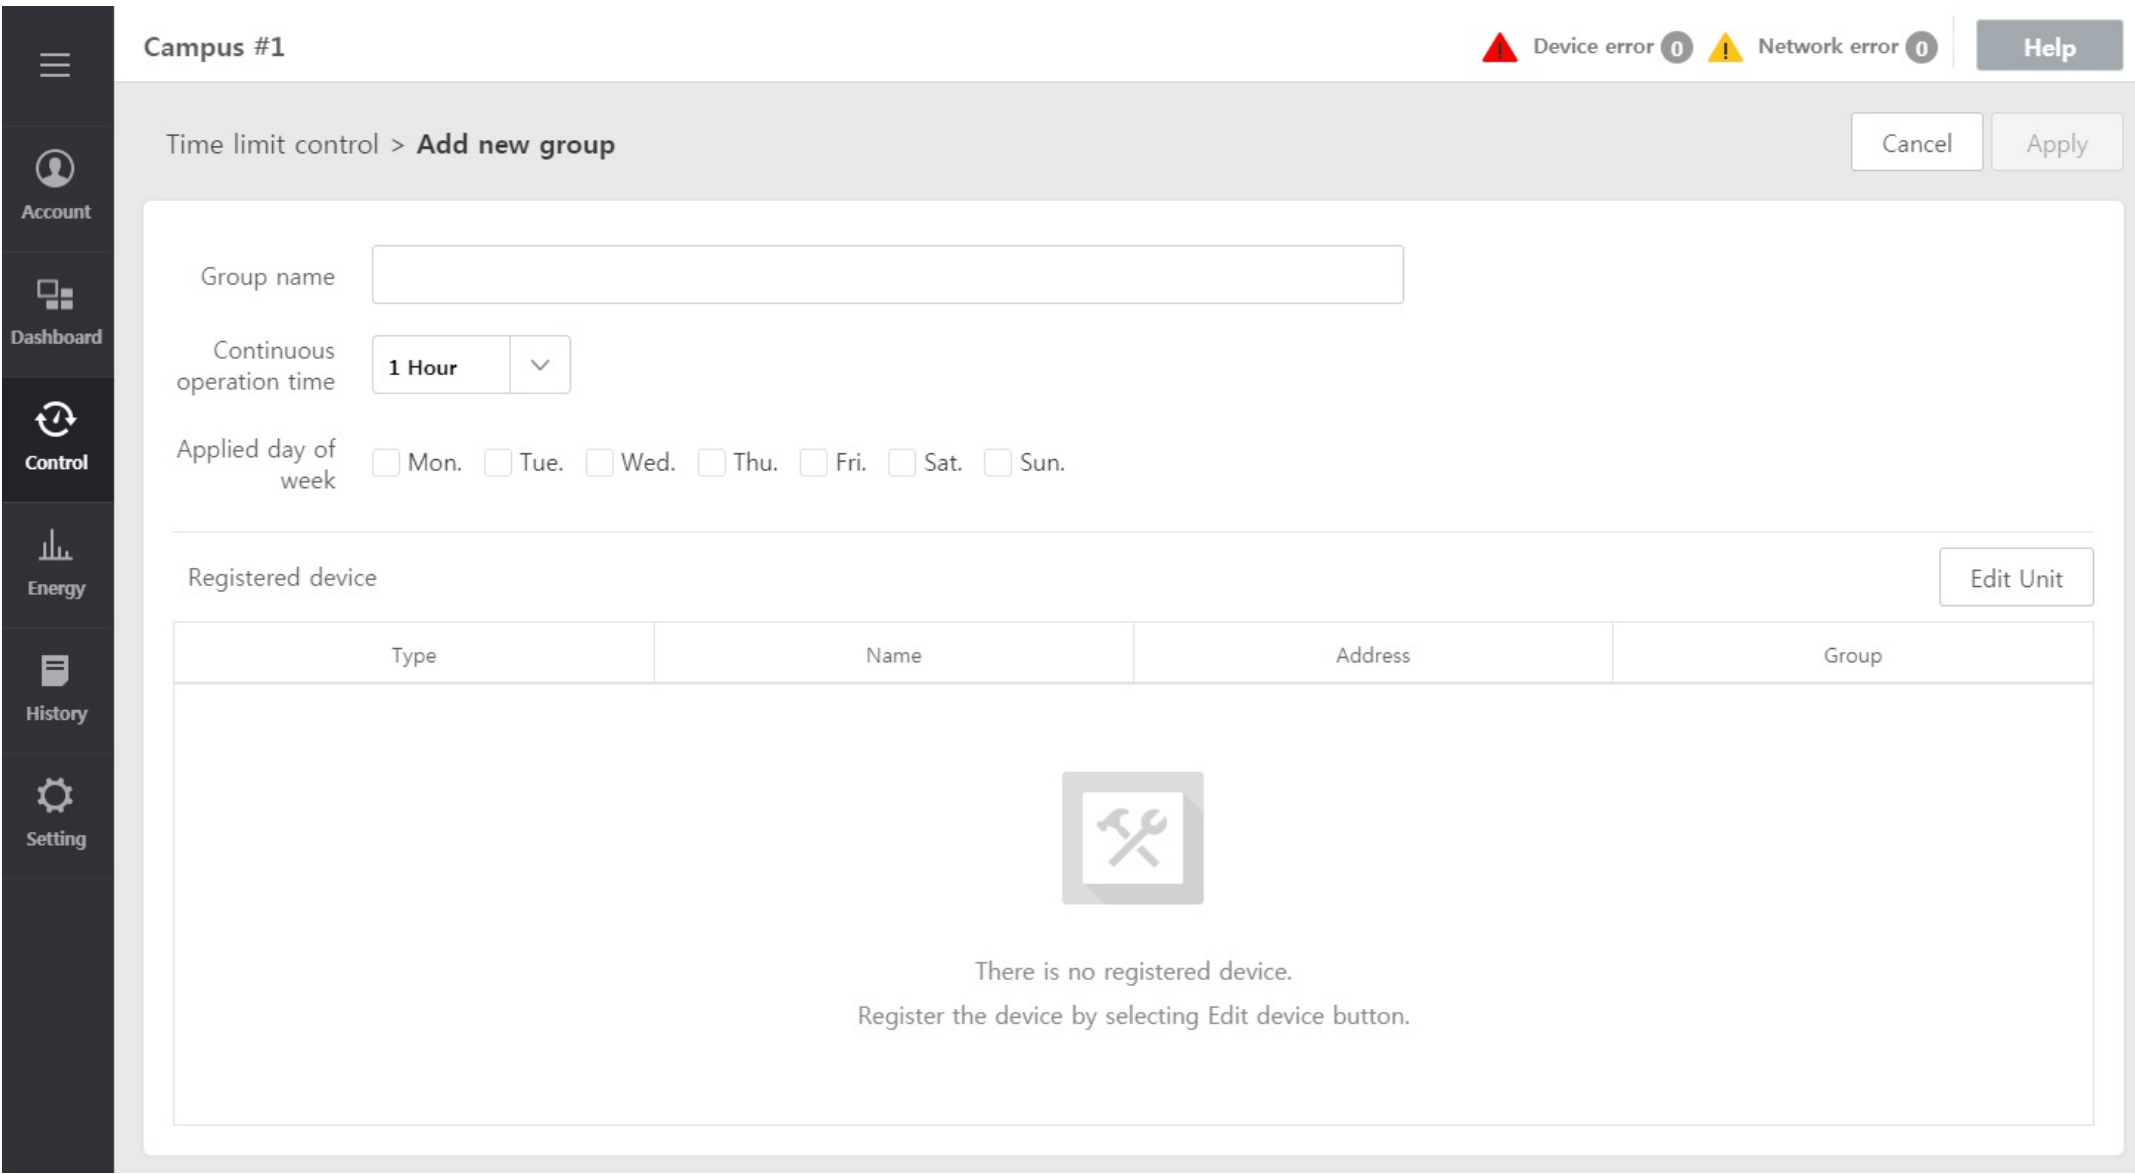 Campus #1
Device error 0
Network error 0
Help
Account
Dashboard
Control
Energy
History
Setting
Time limit control > Add new group
Cancel
Apply
Group name
Continuous
operation time
1 Hour
Applied day of
week
Mon. Tue. Wed. Thu. Fri. Sat. Sun.
Registered device
Edit Unit
Type Name Address Group
There is no registered device.
Register the device by selecting Edit device button.